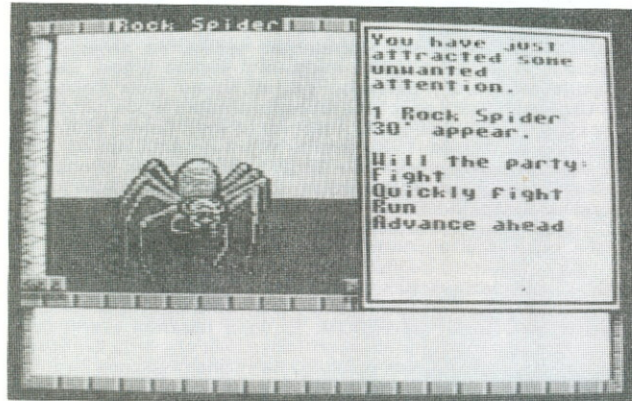 Rock Spider
You have just
attracted some
unwanted
attention.
1 Rock Spider
30' appear.
Will the party:
Fight
Quickly fight
Run
Advance ahead